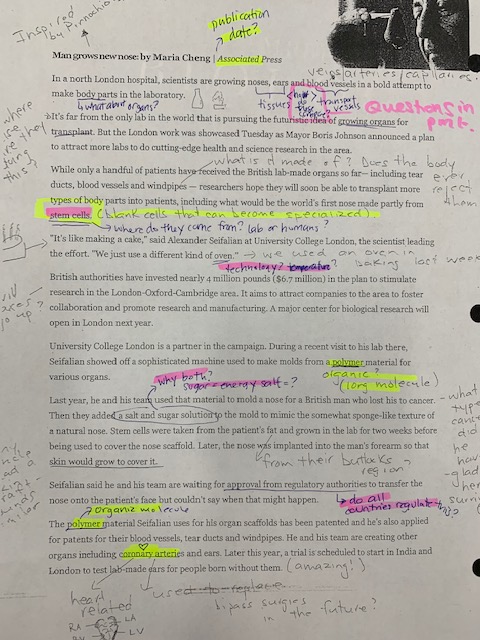 publication
date?
Inspired
by
Man grows new nose: by Maria Cheng | Associated Press
veins/arteries/capillaries?
In a north London hospital, scientists are growing noses, ears and blood vessels in a bold attempt to
make body parts in the laboratory.
what about organs?
tissues
transport
Questions in
pink.
It's far from the only lab in the world that is pursuing the futuristic idea of growing organs for
transplant. But the London work was showcased Tuesday as Mayor Boris Johnson announced a plan
to attract more labs to do cutting-edge health and science research in the area.
where
else
are they
doing
this?
what is it made of? Does the body
ever
reject
them
While only a handful of patients have received the British lab-made organs so far— including tear
ducts, blood vessels and windpipes — researchers hope they will soon be able to transplant more
types of body parts into patients, including what would be the world's first nose made partly from
stem cells. (blank cells that can become specialized).
where do they come from? lab or humans?
"It's like making a cake," said Alexander Seifalian at University College London, the scientist leading
the effort. "We just use a different kind of oven." → we used an oven in
baking last week
technology? temperature?
British authorities have invested nearly 4 million pounds ($6.7 million) in the plan to stimulate
research in the London-Oxford-Cambridge area. It aims to attract companies to the area to foster
collaboration and promote research and manufacturing. A major center for biological research will
open in London next year.
University College London is a partner in the campaign. During a recent visit to his lab there,
Seifalian showed off a sophisticated machine used to make molds from a polymer material for
various organs.
organic?
(long molecule)
why both?
sugar = energy salt = ?
Last year, he and his team used that material to mold a nose for a British man who lost his to cancer.
Then they added a salt and sugar solution to the mold to mimic the somewhat sponge-like texture of
a natural nose. Stem cells were taken from the patient's fat and grown in the lab for two weeks
before being used to cover the nose scaffold. Later, the nose was implanted into the man's forearm so that
skin would grow to cover it.
from their buttocks
region
what
type
cancer
did
he
have
Seifalian said he and his team are waiting for approval from regulatory authorities to transfer the
nose onto the patient's face but couldn't say when that might happen.
do all
countries regulate
organic molecule
The polymer material Seifalian uses for his organ scaffolds has been patented and he's also applied
for patents for their blood vessels, tear ducts and windpipes. He and his team are creating other
organs including coronary arteries and ears. Later this year, a trial is scheduled to start in India and
London to test lab-made ears for people born without them. (amazing!)
heart
related
used to replace
bypass surgies
in the future?
RA
LA
LV